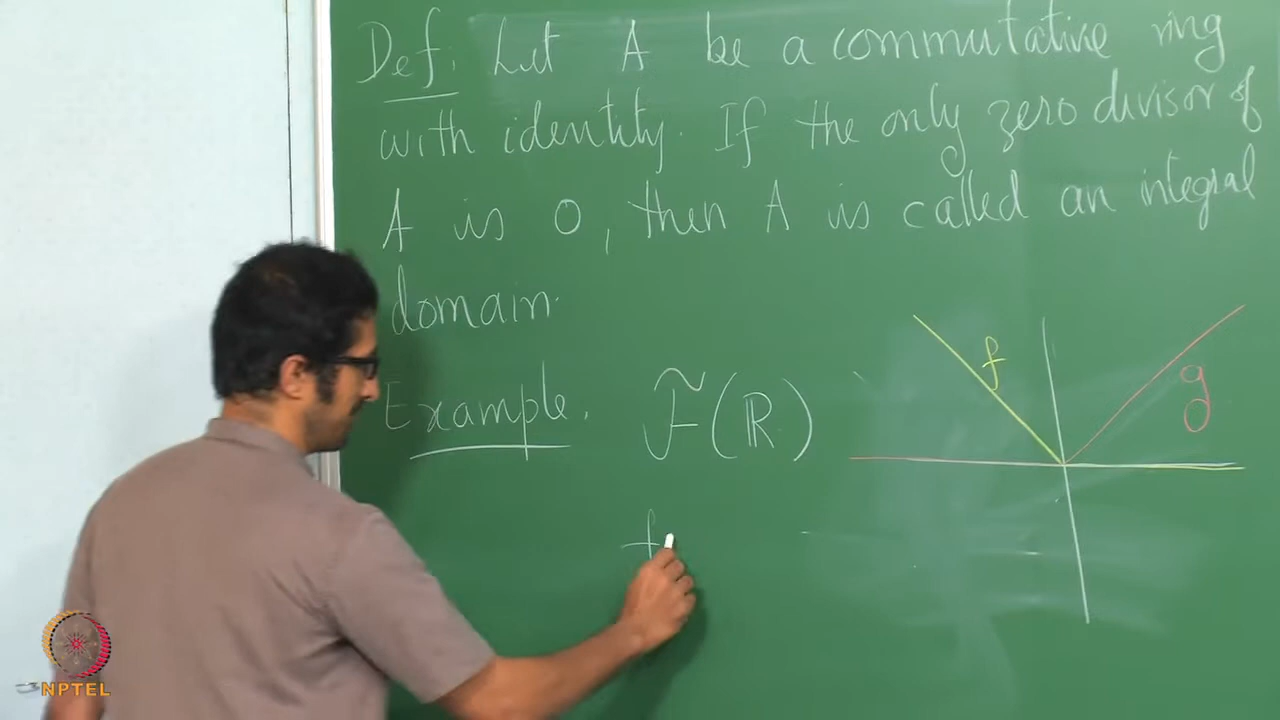 Def: Let A be a commutative ring
with identity. If the only zero divisor of
A is 0, then A is called an integral
domain.
Example. F̃(ℝ)
f
g
f
NPTEL